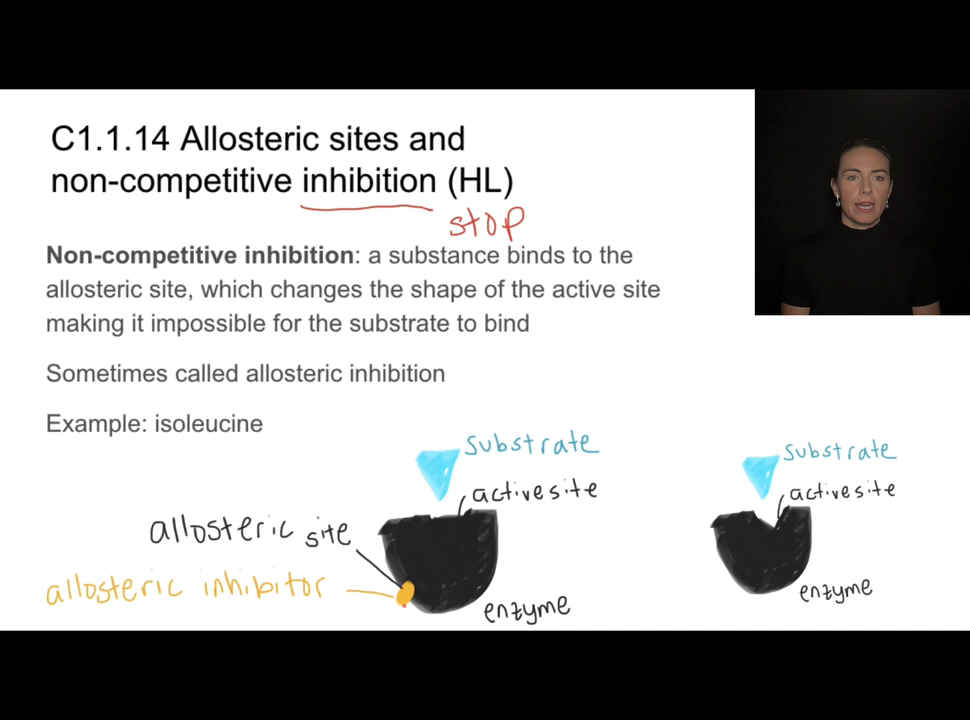 C1.1.14 Allosteric sites and
non-competitive inhibition (HL)
stop
Non-competitive inhibition: a substance binds to the
allosteric site, which changes the shape of the active site
making it impossible for the substrate to bind
Sometimes called allosteric inhibition
Example: isoleucine
substrate
active site
allosteric site
allosteric inhibitor
enzyme
substrate
active site
enzyme